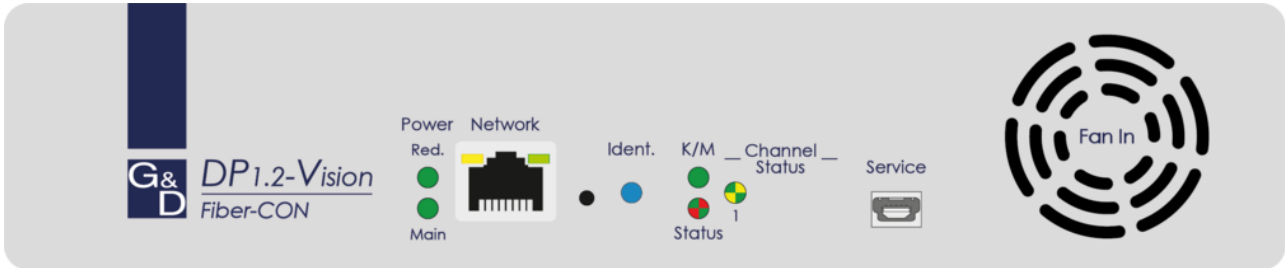 G&D
DP1.2-Vision
Fiber-CON
Power
Red.
Main
Network
Ident.
K/M
Status
Channel
Status
1
Service
Fan In